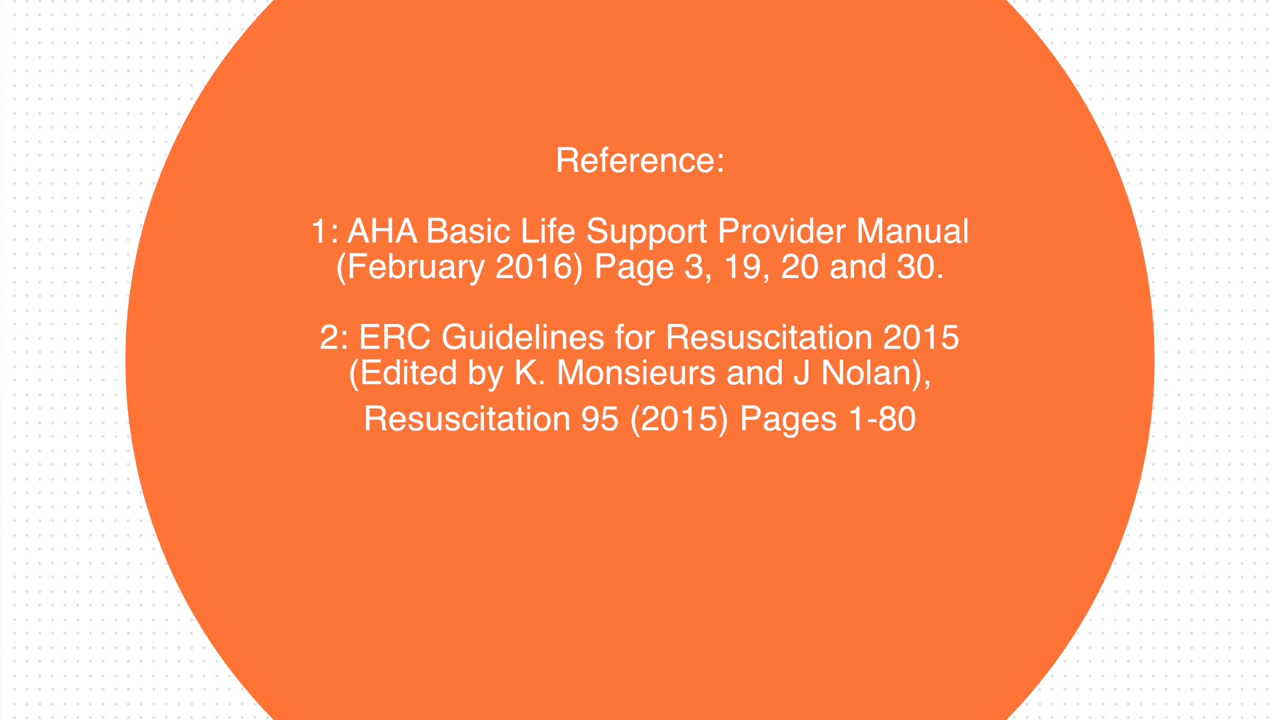 Reference:
1: AHA Basic Life Support Provider Manual
(February 2016) Page 3, 19, 20 and 30.
2: ERC Guidelines for Resuscitation 2015
(Edited by K. Monsieurs and J Nolan),
Resuscitation 95 (2015) Pages 1-80